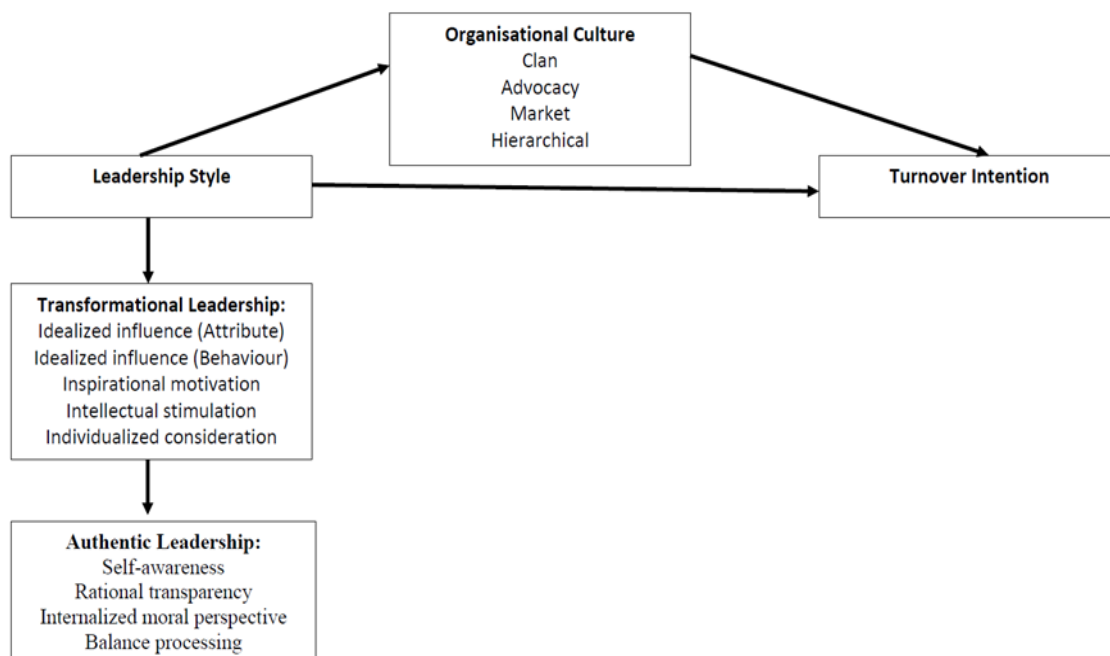 Organisational Culture
Clan
Advocacy
Market
Hierarchical
Leadership Style
Turnover Intention
Transformational Leadership:
Idealized influence (Attribute)
Idealized influence (Behaviour)
Inspirational motivation
Intellectual stimulation
Individualized consideration
Authentic Leadership:
Self-awareness
Rational transparency
Internalized moral perspective
Balance processing